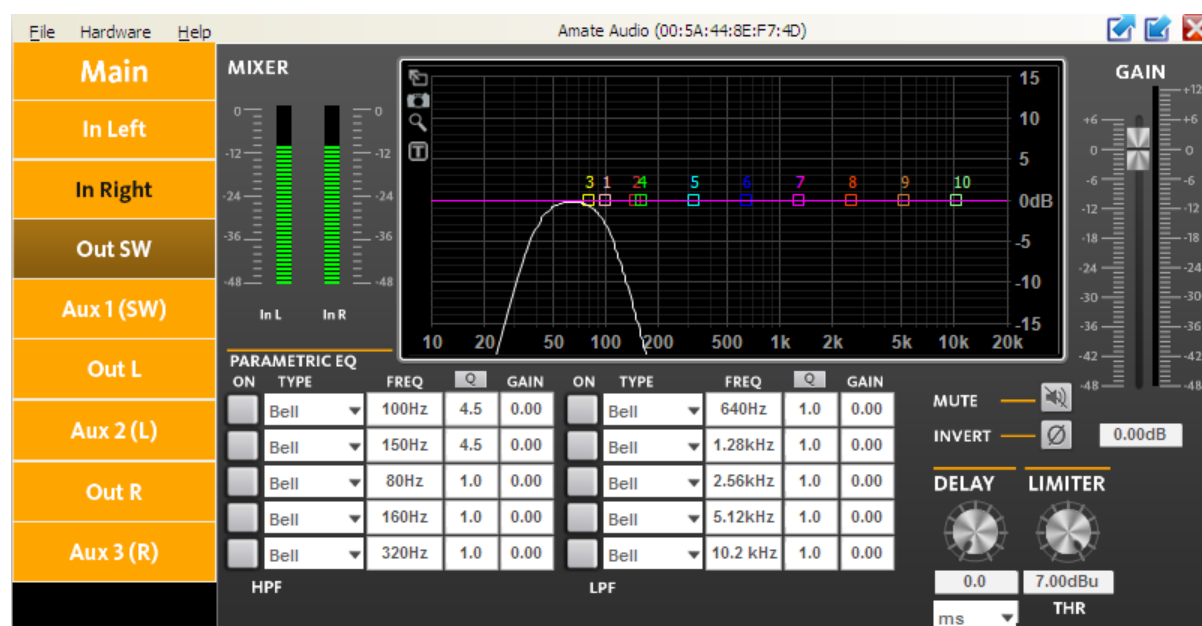 File Hardware Help Amate Audio (00:5A:44:8E:F7:4D)
Main
In Left
In Right
Out SW
Aux 1 (SW)
Out L
Aux 2 (L)
Out R
Aux 3 (R)
MIXER
0 0
-12 -12
-24 -24
-36 -36
-48 -48
In L In R
T
3 1 2 4 5 6 7 8 9 10
15
10
5
0dB
-5
-10
-15
10 20 50 100 200 500 1k 2k 5k 10k 20k
GAIN
+12
+6 +6
0 0
-6 -6
-12 -12
-18 -18
-24 -24
-30 -30
-36 -36
-42 -42
-48 -48
PARAMETRIC EQ
ON TYPE FREQ Q GAIN ON TYPE FREQ Q GAIN
Bell 100Hz 4.5 0.00 Bell 640Hz 1.0 0.00
Bell 150Hz 4.5 0.00 Bell 1.28kHz 1.0 0.00
Bell 80Hz 1.0 0.00 Bell 2.56kHz 1.0 0.00
Bell 160Hz 1.0 0.00 Bell 5.12kHz 1.0 0.00
Bell 320Hz 1.0 0.00 Bell 10.2 kHz 1.0 0.00
HPF LPF
MUTE
INVERT 0.00dB
DELAY LIMITER
0.0 7.00dBu
ms THR